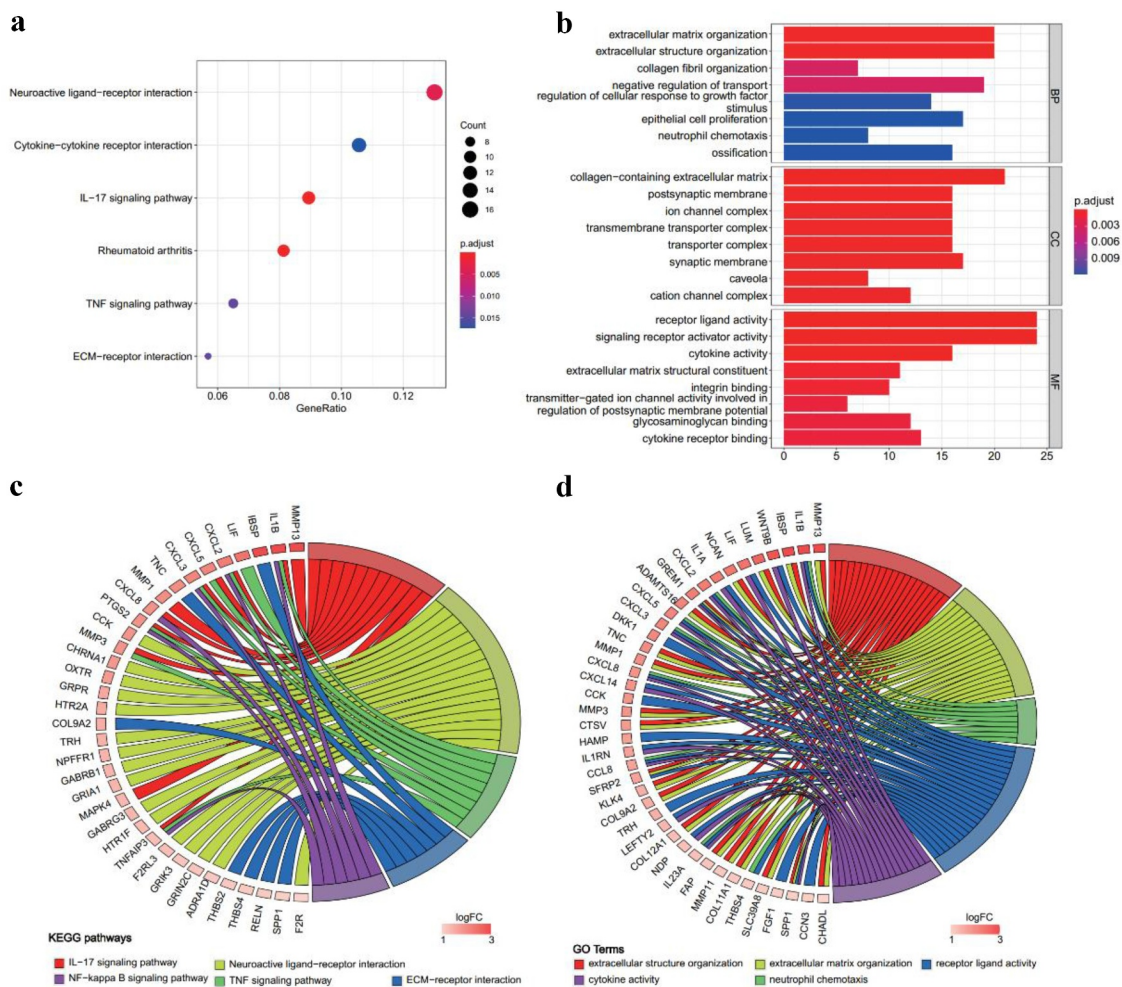 a
Neuroactive ligand−receptor interaction
Cytokine−cytokine receptor interaction
IL−17 signaling pathway
Rheumatoid arthritis
TNF signaling pathway
ECM−receptor interaction
0.06 0.08 0.10 0.12
GeneRatio
Count
8
10
12
14
16
p.adjust
0.005
0.010
0.015
b
extracellular matrix organization
extracellular structure organization
collagen fibril organization
negative regulation of transport
regulation of cellular response to growth factor
stimulus
epithelial cell proliferation
neutrophil chemotaxis
ossification
BP
collagen−containing extracellular matrix
postsynaptic membrane
ion channel complex
transmembrane transporter complex
transporter complex
synaptic membrane
caveola
cation channel complex
CC
receptor ligand activity
signaling receptor activator activity
cytokine activity
extracellular matrix structural constituent
integrin binding
transmitter−gated ion channel activity involved in
regulation of postsynaptic membrane potential
glycosaminoglycan binding
cytokine receptor binding
MF
0 5 10 15 20 25
p.adjust
0.003
0.006
0.009
c
MMP13
IL1B
IBSP
LIF
CXCL2
CXCL5
CXCL3
TNC
MMP1
CXCL8
PTGS2
CCK
MMP3
CHRNA1
OXTR
GRPR
HTR2A
COL9A2
TRH
NPFFR1
GABRB1
GRIA1
MAPK4
GABRG3
HTR1F
TNFAIP3
F2RL3
GRIK3
GRIN2C
ADRA1D
THBS2
THBS4
RELN
SPP1
F2R
logFC
1 3
KEGG pathways
IL−17 signaling pathway
Neuroactive ligand−receptor interaction
NF−kappa B signaling pathway
TNF signaling pathway
ECM−receptor interaction
d
MMP13
IL1B
IBSP
WNT9B
LUM
LIF
NCAN
IL1A
CXCL2
GREM1
ADAMTS16
CXCL5
CXCL3
DKK1
TNC
MMP1
CXCL8
CXCL14
CCK
MMP3
CTSV
HAMP
IL1RN
CCL8
SFRP2
KLK4
COL9A2
TRH
LEFTY2
COL12A1
NDP
IL23A
FAP
MMP11
COL11A1
THBS4
SLC39A8
FGF1
SPP1
CCN3
CHADL
logFC
1 3
GO Terms
extracellular structure organization
extracellular matrix organization
receptor ligand activity
cytokine activity
neutrophil chemotaxis